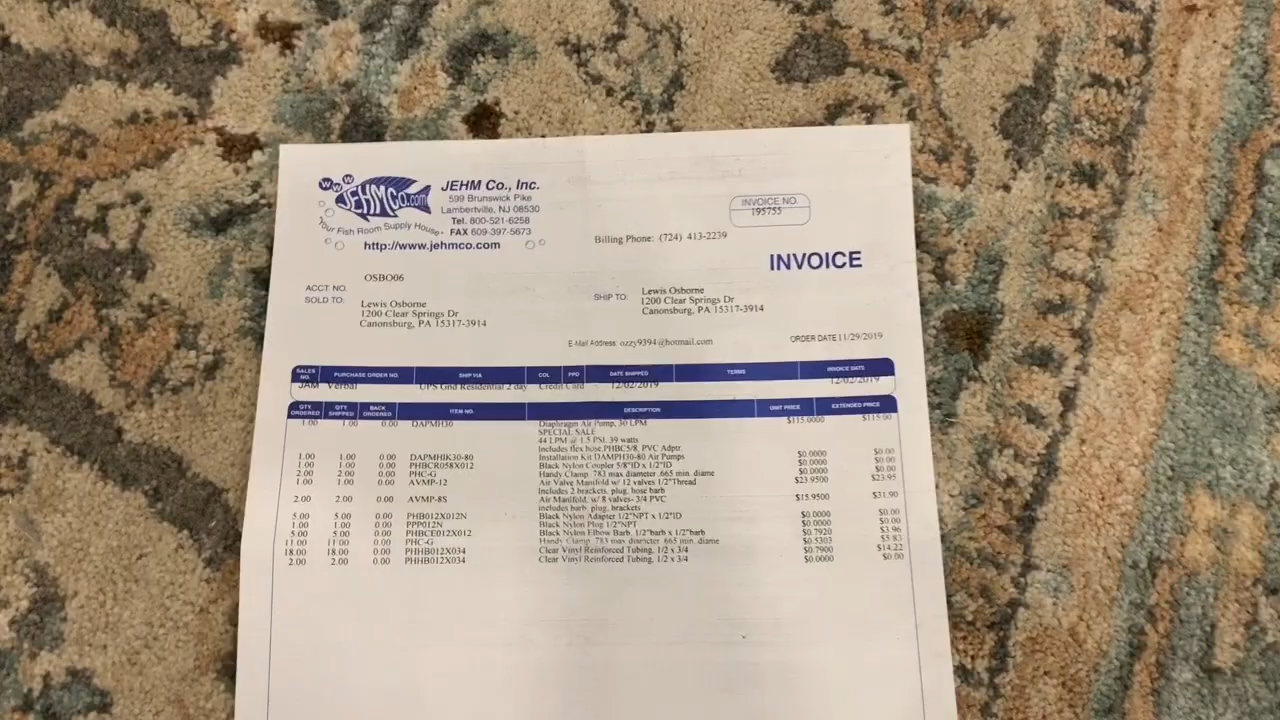 www
JEHMCo.com
Your Fish Room Supply House
JEHM Co., Inc.
599 Brunswick Pike
Lambertville, NJ 08530
Tel. 800-521-6258
FAX 609-397-5673
http://www.jehmco.com
INVOICE NO.
195755
Billing Phone: (724) 413-2239
INVOICE
ACCT NO. OSBO06
SOLD TO: Lewis Osborne
1200 Clear Springs Dr
Canonsburg, PA 15317-3914
SHIP TO: Lewis Osborne
1200 Clear Springs Dr
Canonsburg, PA 15317-3914
E-Mail Address: ozzy9394@hotmail.com
ORDER DATE 11/29/2019
SALES NO. PURCHASE ORDER NO. SHIP VIA COL PPD DATE SHIPPED TERMS INVOICE DATE
JAM Verbal UPS Gnd Residential 2 day Credit Card 12/02/2019 12/02/2019
QTY. ORDERED QTY. SHIPPED BACK ORDERED ITEM NO. DESCRIPTION UNIT PRICE EXTENDED PRICE
1.00 1.00 0.00 DAPMH30 Diaphragm Air Pump, 30 LPM $115.0000 $115.00
SPECIAL SALE
44 LPM @ 1.5 PSI, 39 watts
Includes flex hose,PHBC5/8, PVC Adptr.
1.00 1.00 0.00 DAPMHIK30-80 Installation Kit DAMPH30-80 Air Pumps $0.0000 $0.00
1.00 1.00 0.00 PHBCR058X012 Black Nylon Coupler 5/8"ID x 1/2"ID $0.0000 $0.00
2.00 2.00 0.00 PHC-G Handy Clamp .783 max diameter .665 min. diame $0.0000 $0.00
1.00 1.00 0.00 AVMP-12 Air Valve Manifold w/ 12 valves 1/2"Thread $23.9500 $23.95
Includes 2 brackets, plug, hose barb
2.00 2.00 0.00 AVMP-8S Air Manifold, w/ 8 valves- 3/4 PVC $15.9500 $31.90
includes barb, plug, brackets
5.00 5.00 0.00 PHB012X012N Black Nylon Adapter 1/2"NPT x 1/2"ID $0.0000 $0.00
1.00 1.00 0.00 PPP012N Black Nylon Plug 1/2"NPT $0.0000 $0.00
5.00 5.00 0.00 PHBCE012X012 Black Nylon Elbow Barb, 1/2"barb x 1/2"barb $0.7920 $3.96
11.00 11.00 0.00 PHC-G Handy Clamp .783 max diameter .665 min. diame $0.5303 $5.83
18.00 18.00 0.00 PHHB012X034 Clear Vinyl Reinforced Tubing, 1/2 x 3/4 $0.7900 $14.22
2.00 2.00 0.00 PHHB012X034 Clear Vinyl Reinforced Tubing, 1/2 x 3/4 $0.0000 $0.00